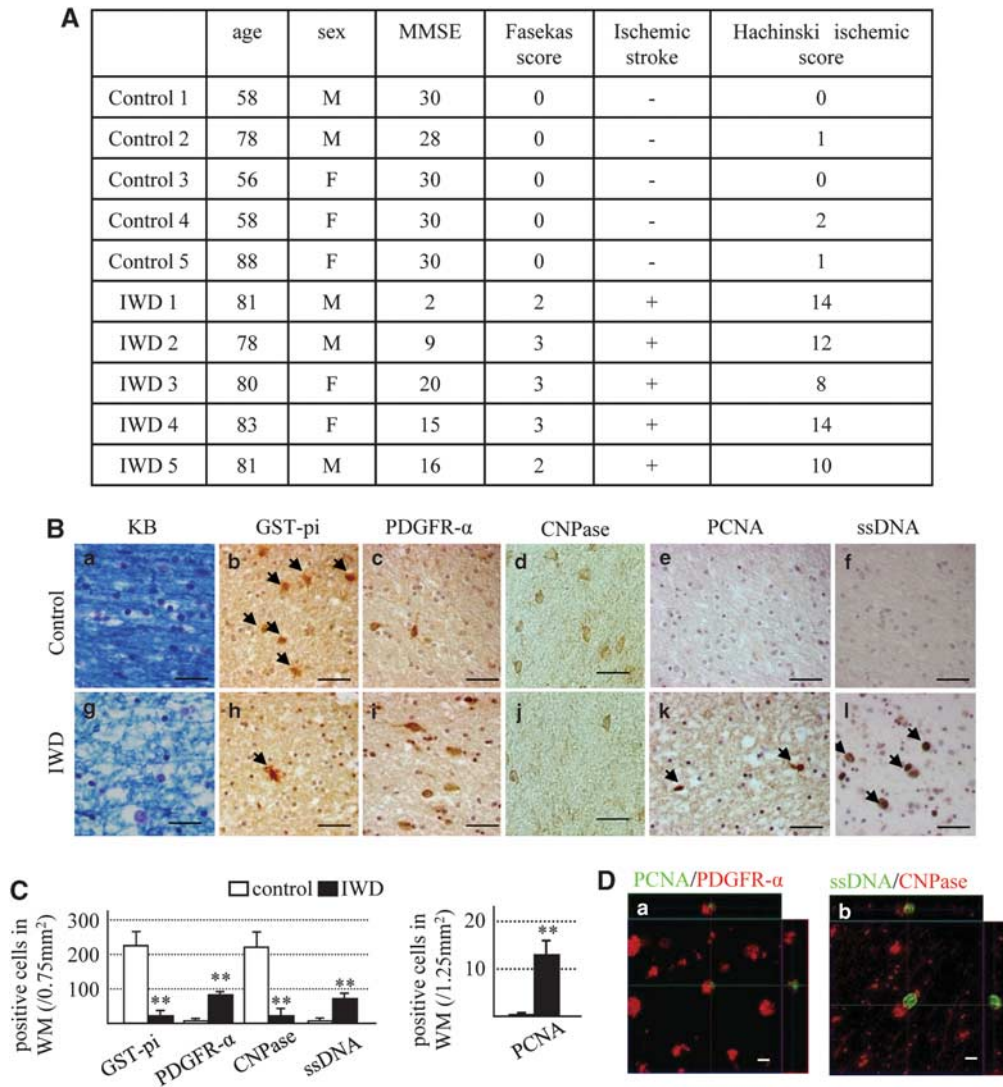 A
age sex MMSE Fasekas score Ischemic stroke Hachinski ischemic score
Control 1 58 M 30 0 - 0
Control 2 78 M 28 0 - 1
Control 3 56 F 30 0 - 0
Control 4 58 F 30 0 - 2
Control 5 88 F 30 0 - 1
IWD 1 81 M 2 2 + 14
IWD 2 78 M 9 3 + 12
IWD 3 80 F 20 3 + 8
IWD 4 83 F 15 3 + 14
IWD 5 81 M 16 2 + 10
B
KB GST-pi PDGFR-α CNPase PCNA ssDNA
Control
a b c d e f
IWD
g h i j k l
C
control IWD
positive cells in
WM (/0.75mm²)
300
200
100
** ** ** **
GST-pi PDGFR-α CNPase ssDNA
positive cells in
WM (/1.25mm²)
20
10
**
PCNA
D
PCNA/PDGFR-α
a
ssDNA/CNPase
b